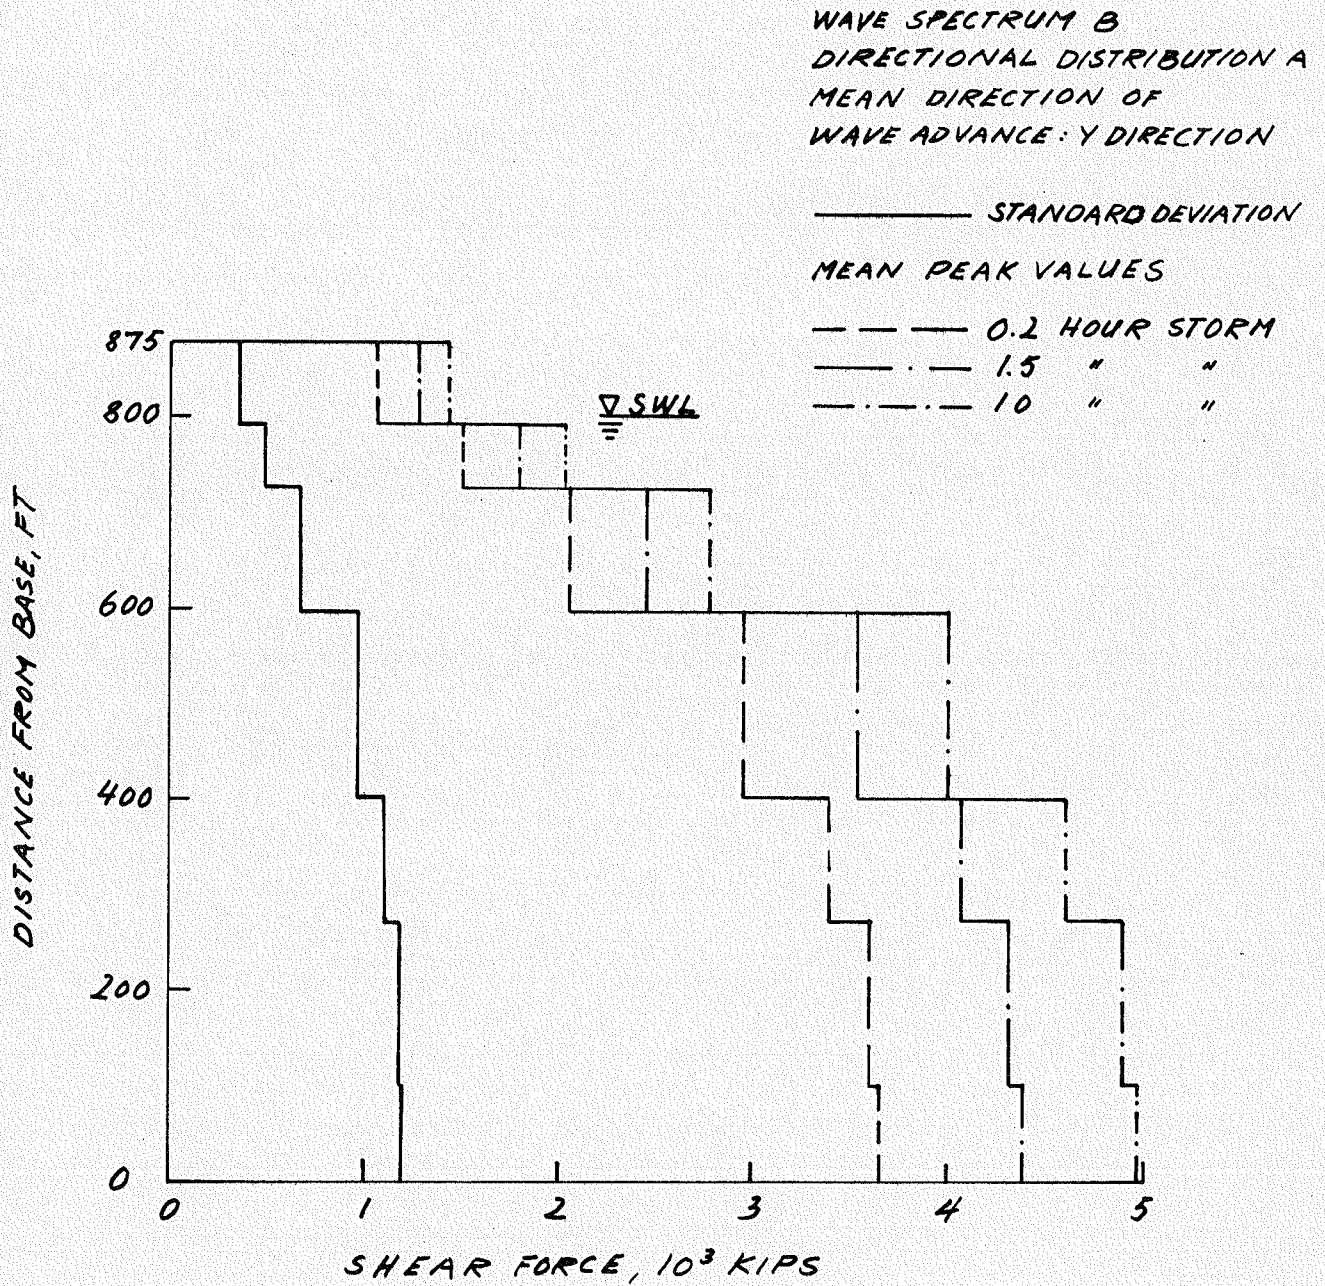 WAVE SPECTRUM B
DIRECTIONAL DISTRIBUTION A
MEAN DIRECTION OF
WAVE ADVANCE: Y DIRECTION
STANDARD DEVIATION
MEAN PEAK VALUES
0.2 HOUR STORM
1.5 " "
10 " "
875
800
SWL
600
400
200
0
DISTANCE FROM BASE, FT
0 1 2 3 4 5
SHEAR FORCE, 10³ KIPS